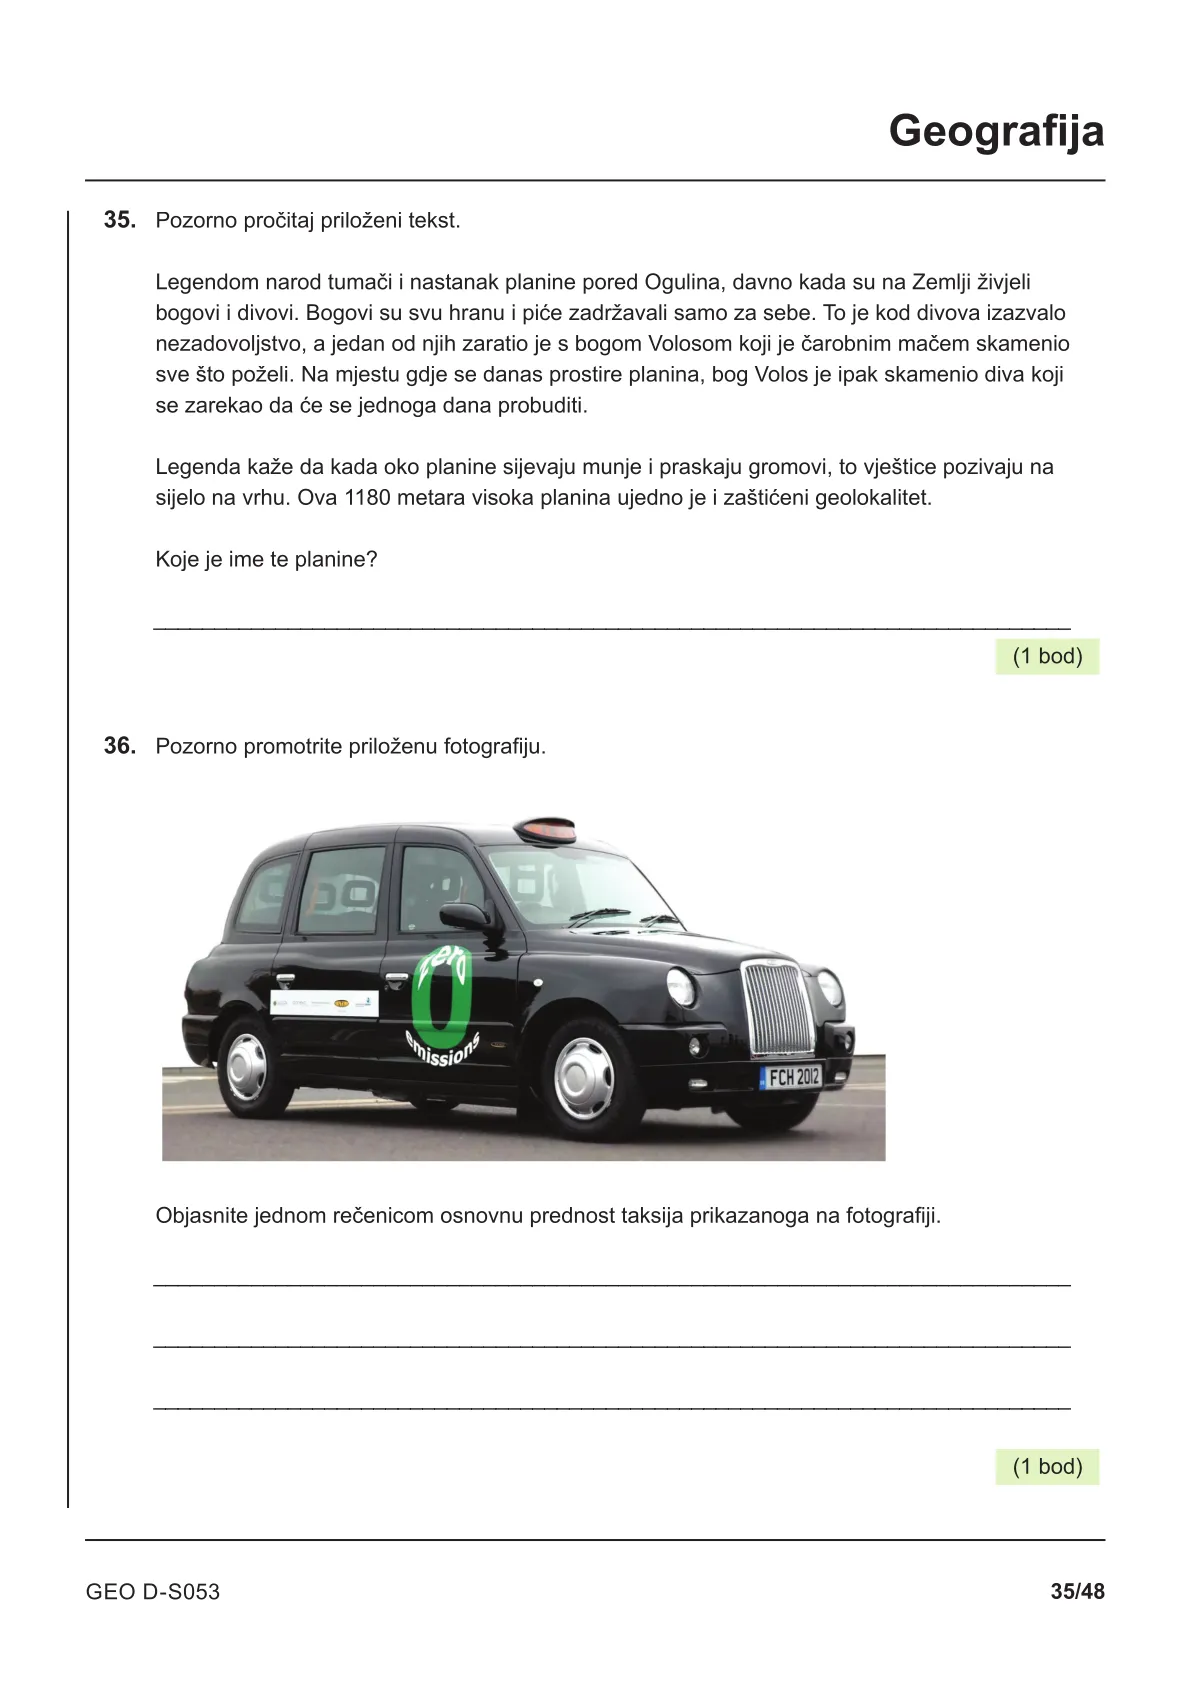 Geografija
35. Pozorno pročitaj priloženi tekst.
Legendom narod tumači i nastanak planine pored Ogulina, davno kada su na Zemlji živjeli
bogovi i divovi. Bogovi su svu hranu i piće zadržavali samo za sebe. To je kod divova izazvalo
nezadovoljstvo, a jedan od njih zaratio je s bogom Volosom koji je čarobnim mačem skamenio
sve što poželi. Na mjestu gdje se danas prostire planina, bog Volos je ipak skamenio diva koji
se zarekao da će se jednoga dana probuditi.
Legenda kaže da kada oko planine sijevaju munje i praskaju gromovi, to vještice pozivaju na
sijelo na vrhu. Ova 1180 metara visoka planina ujedno je i zaštićeni geolokalitet.
Koje je ime te planine?
(1 bod)
36. Pozorno promotrite priloženu fotografiju.
zero
0
emissions
FCH 2012
Objasnite jednom rečenicom osnovnu prednost taksija prikazanoga na fotografiji.
(1 bod)
GEO D-S053
35/48